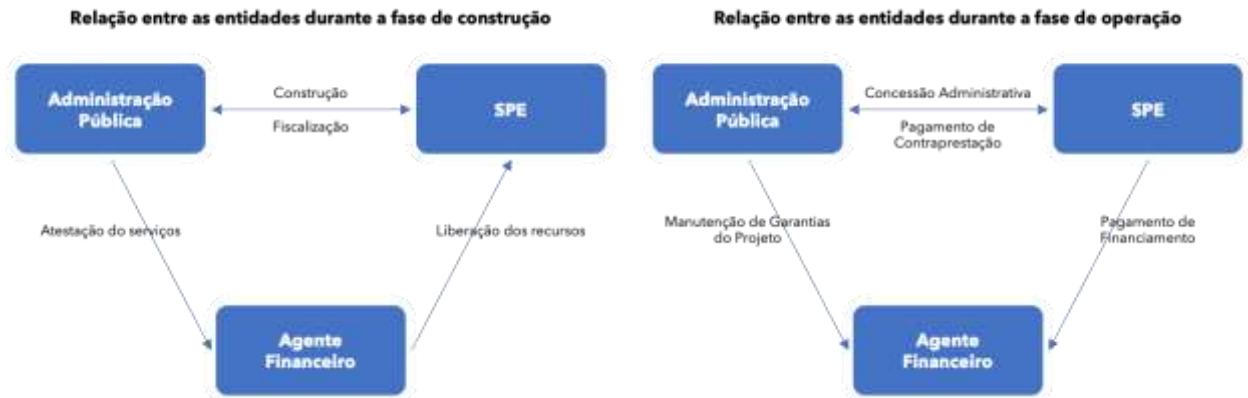 Relação entre as entidades durante a fase de construção
Administração
Pública
Construção
Fiscalização
SPE
Atestação do serviços
Liberação dos recursos
Agente
Financeiro
Relação entre as entidades durante a fase de operação
Administração
Pública
Concessão Administrativa
Pagamento de
Contraprestação
SPE
Manutenção de Garantias
do Projeto
Pagamento de
Financiamento
Agente
Financeiro